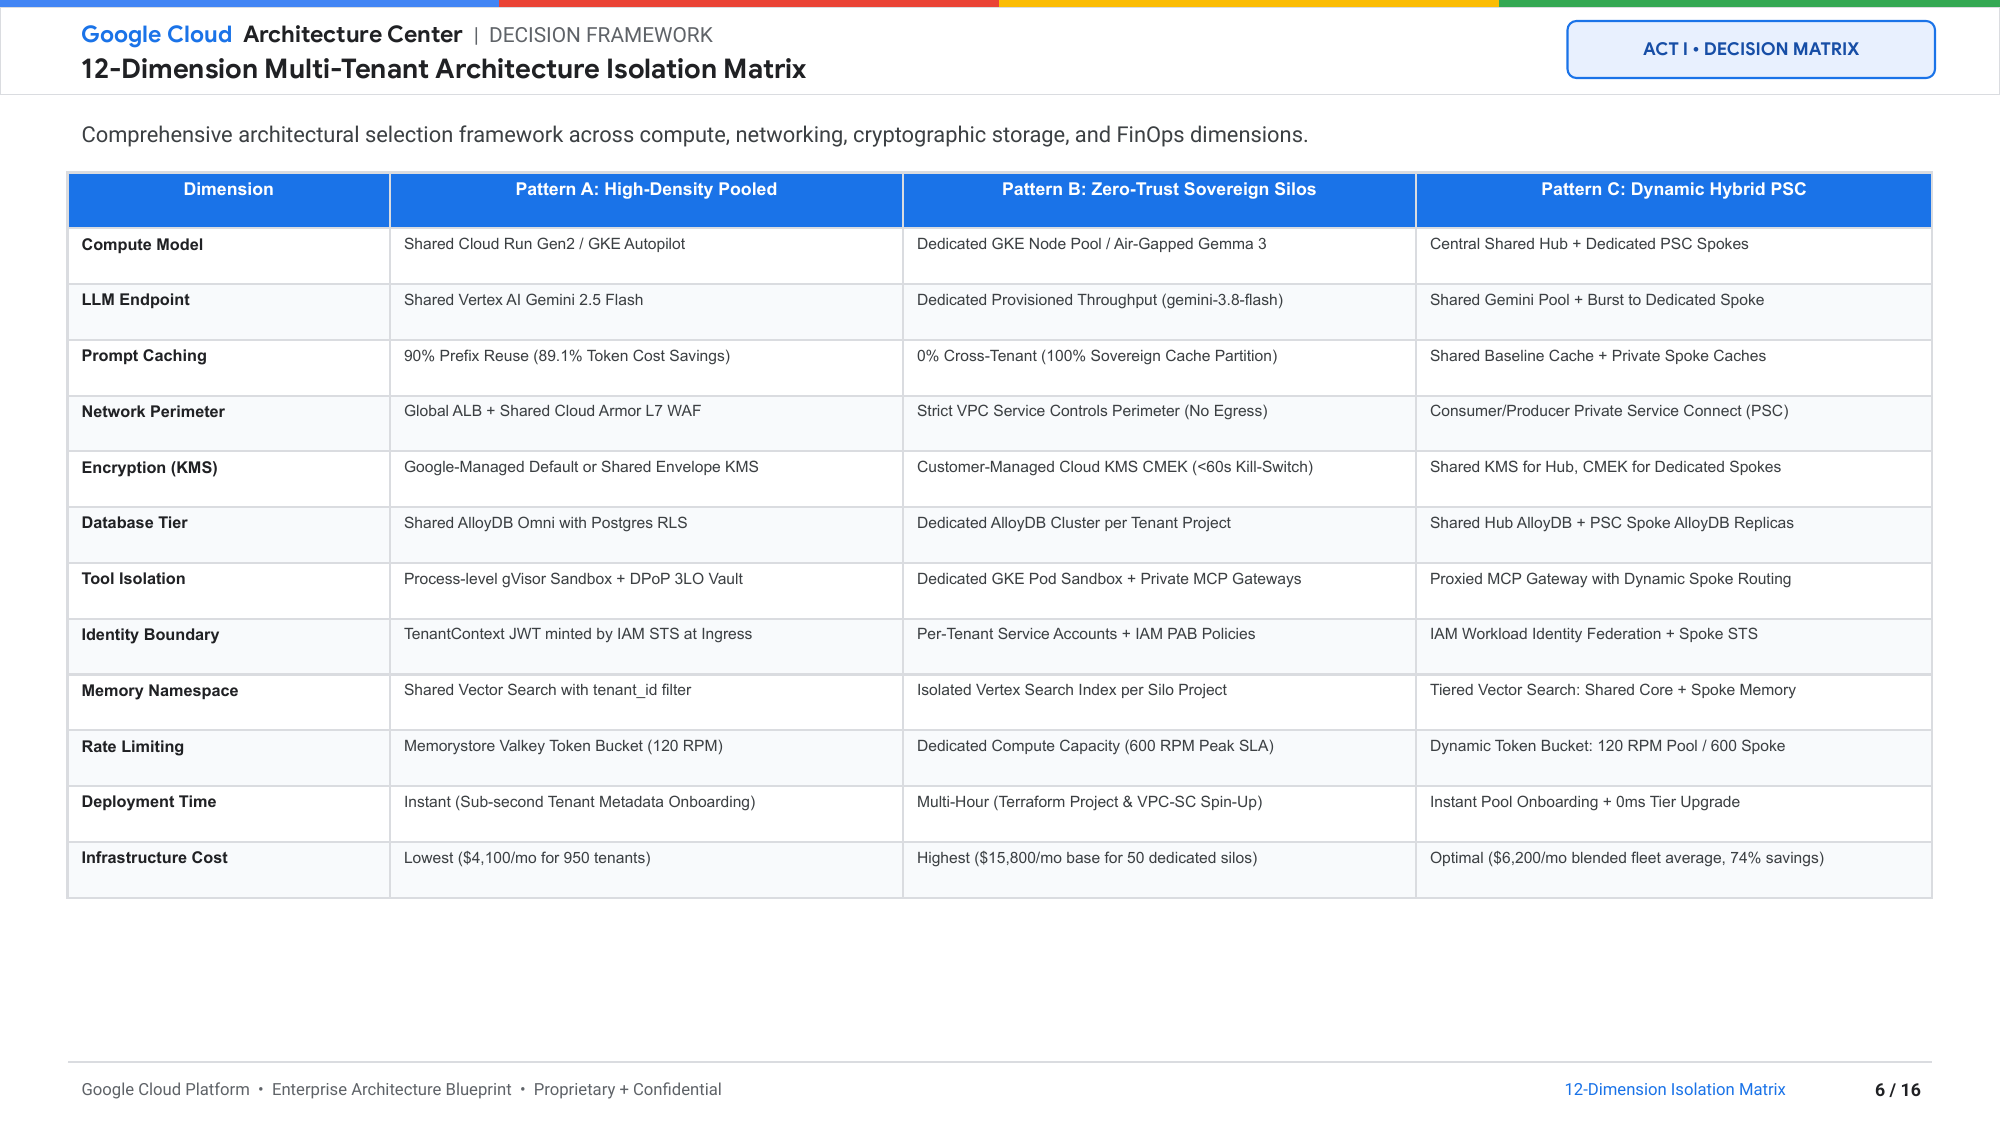 Google Cloud Architecture Center | DECISION FRAMEWORK
12-Dimension Multi-Tenant Architecture Isolation Matrix
ACT I • DECISION MATRIX
Comprehensive architectural selection framework across compute, networking, cryptographic storage, and FinOps dimensions.
Dimension Pattern A: High-Density Pooled Pattern B: Zero-Trust Sovereign Silos Pattern C: Dynamic Hybrid PSC
Compute Model Shared Cloud Run Gen2 / GKE Autopilot Dedicated GKE Node Pool / Air-Gapped Gemma 3 Central Shared Hub + Dedicated PSC Spokes
LLM Endpoint Shared Vertex AI Gemini 2.5 Flash Dedicated Provisioned Throughput (gemini-3.8-flash) Shared Gemini Pool + Burst to Dedicated Spoke
Prompt Caching 90% Prefix Reuse (89.1% Token Cost Savings) 0% Cross-Tenant (100% Sovereign Cache Partition) Shared Baseline Cache + Private Spoke Caches
Network Perimeter Global ALB + Shared Cloud Armor L7 WAF Strict VPC Service Controls Perimeter (No Egress) Consumer/Producer Private Service Connect (PSC)
Encryption (KMS) Google-Managed Default or Shared Envelope KMS Customer-Managed Cloud KMS CMEK (<60s Kill-Switch) Shared KMS for Hub, CMEK for Dedicated Spokes
Database Tier Shared AlloyDB Omni with Postgres RLS Dedicated AlloyDB Cluster per Tenant Project Shared Hub AlloyDB + PSC Spoke AlloyDB Replicas
Tool Isolation Process-level gVisor Sandbox + DPoP 3LO Vault Dedicated GKE Pod Sandbox + Private MCP Gateways Proxied MCP Gateway with Dynamic Spoke Routing
Identity Boundary TenantContext JWT minted by IAM STS at Ingress Per-Tenant Service Accounts + IAM PAB Policies IAM Workload Identity Federation + Spoke STS
Memory Namespace Shared Vector Search with tenant_id filter Isolated Vertex Search Index per Silo Project Tiered Vector Search: Shared Core + Spoke Memory
Rate Limiting Memorystore Valkey Token Bucket (120 RPM) Dedicated Compute Capacity (600 RPM Peak SLA) Dynamic Token Bucket: 120 RPM Pool / 600 Spoke
Deployment Time Instant (Sub-second Tenant Metadata Onboarding) Multi-Hour (Terraform Project & VPC-SC Spin-Up) Instant Pool Onboarding + 0ms Tier Upgrade
Infrastructure Cost Lowest ($4,100/mo for 950 tenants) Highest ($15,800/mo base for 50 dedicated silos) Optimal ($6,200/mo blended fleet average, 74% savings)
Google Cloud Platform • Enterprise Architecture Blueprint • Proprietary + Confidential
12-Dimension Isolation Matrix 6 / 16